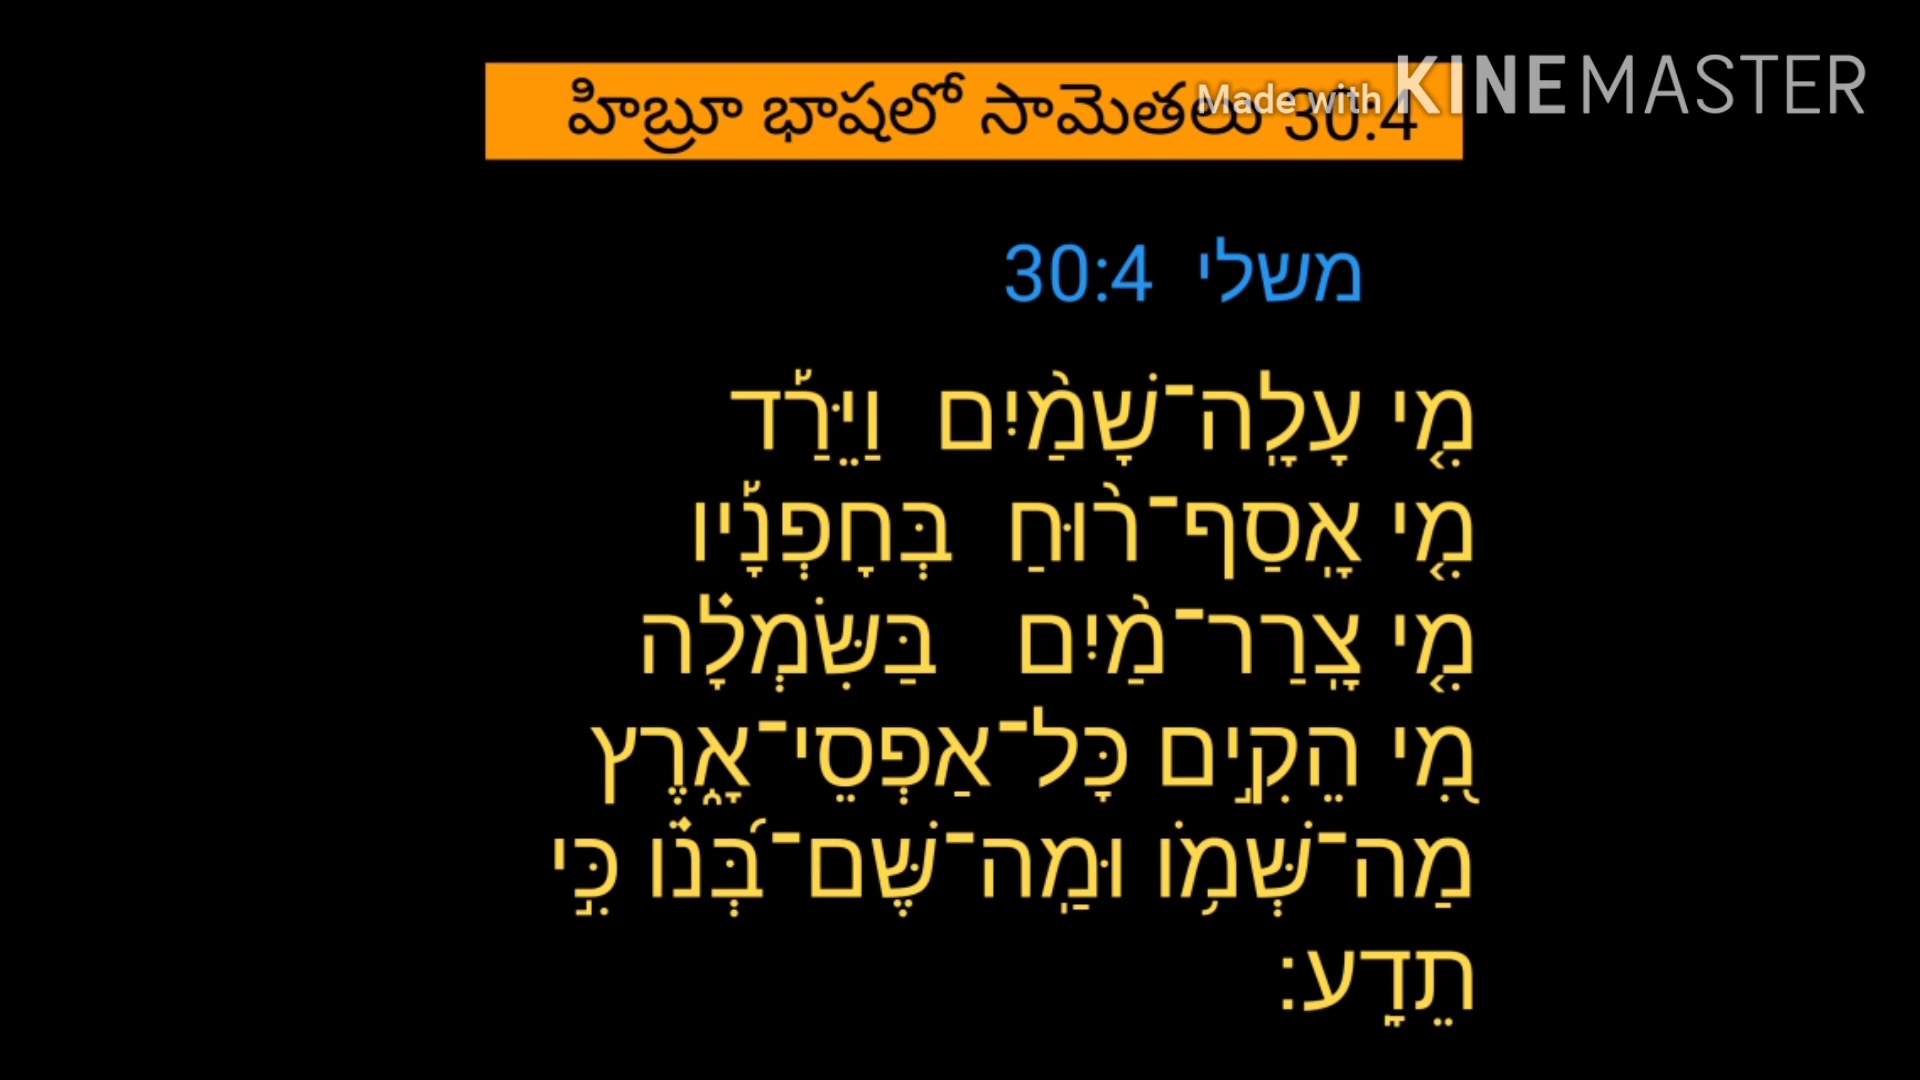 హిబ్రూ భాషలో సామెతలు 30:4
Made with KINEMASTER
משלי 30:4
מִ֤י עָלָֽה־שָׁמַ֨יִם וַיֵּרַ֡ד
מִ֤י אָֽסַף־ר֨וּחַ בְּחָפְנָ֡יו
מִ֤י צָֽרַר־מַ֨יִם בַּשִּׂמְלָ֗ה
מִ֭י הֵקִ֣ים כָּל־אַפְסֵי־אָ֑רֶץ
מַה־שְּׁמ֥וֹ וּמַֽה־שֶּׁם־בְּ֝נ֗וֹ כִּ֣י
תֵדָֽע׃